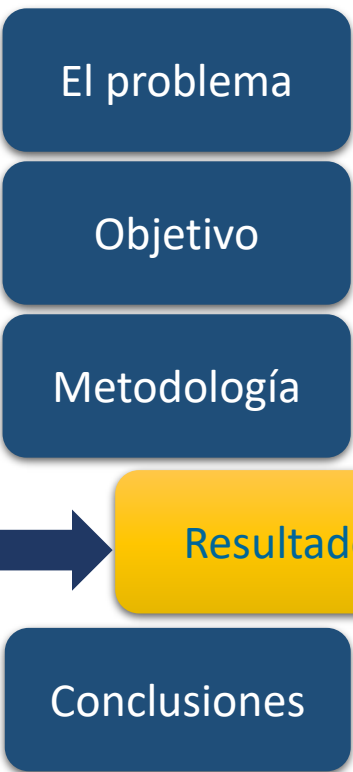 El problema
Objetivo
Metodología
Resultad
Conclusiones